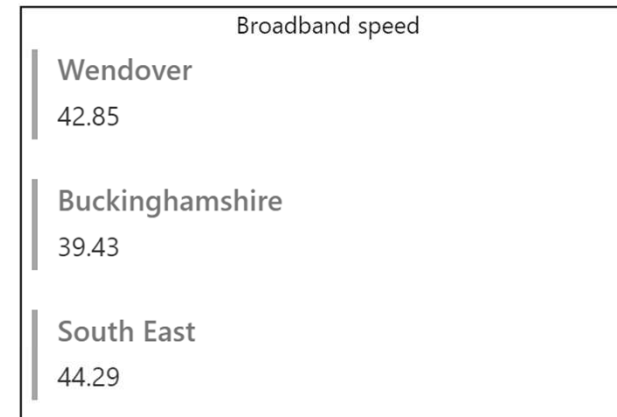 Broadband speed
Wendover
42.85
Buckinghamshire
39.43
South East
44.29